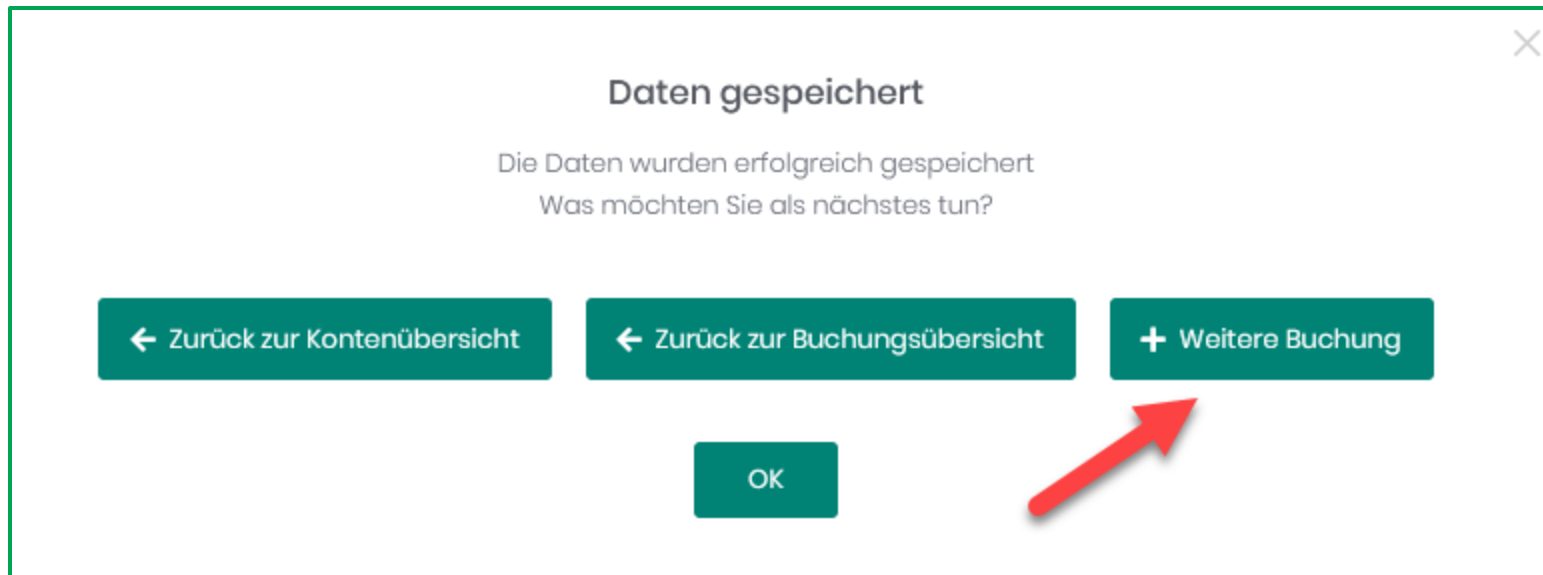 Daten gespeichert
Die Daten wurden erfolgreich gespeichert
Was möchten Sie als nächstes tun?
Zurück zur Kontenübersicht
Zurück zur Buchungsübersicht
Weitere Buchung
OK